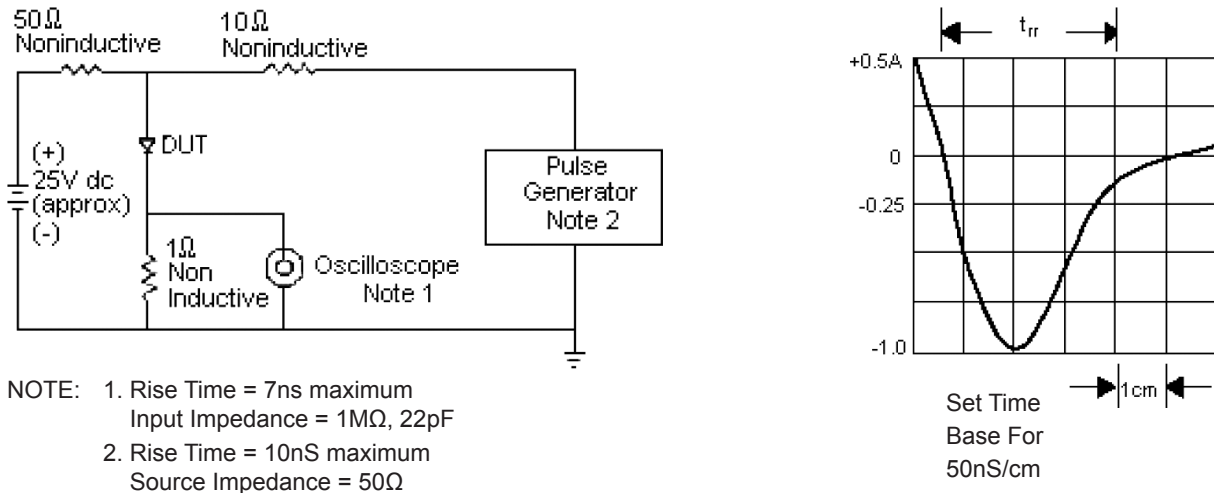 50Ω
Noninductive
10Ω
Noninductive
DUT
(+)
25V dc
(approx)
(-)
1Ω
Non
Inductive
Oscilloscope
Note 1
Pulse
Generator
Note 2
NOTE: 1. Rise Time = 7ns maximum
Input Impedance = 1MΩ, 22pF
2. Rise Time = 10nS maximum
Source Impedance = 50Ω
trr
+0.5A
0
-0.25
-1.0
1cm
Set Time
Base For
50nS/cm